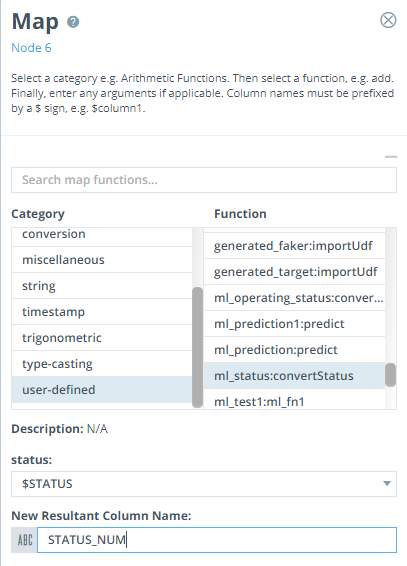 Map ?
Node 6
Select a category e.g. Arithmetic Functions. Then select a function, e.g. add.
Finally, enter any arguments if applicable. Column names must be prefixed
by a $ sign, e.g. $column1.
Search map functions...
Category Function
conversion
miscellaneous
string
timestamp
trigonometric
type-casting
user-defined
generated_faker:importUdf
generated_target:importUdf
ml_operating_status:conver...
ml_prediction1:predict
ml_prediction:predict
ml_status:convertStatus
ml_test1:ml_fn1
Description: N/A
status:
$STATUS
New Resultant Column Name:
ABC STATUS_NUM